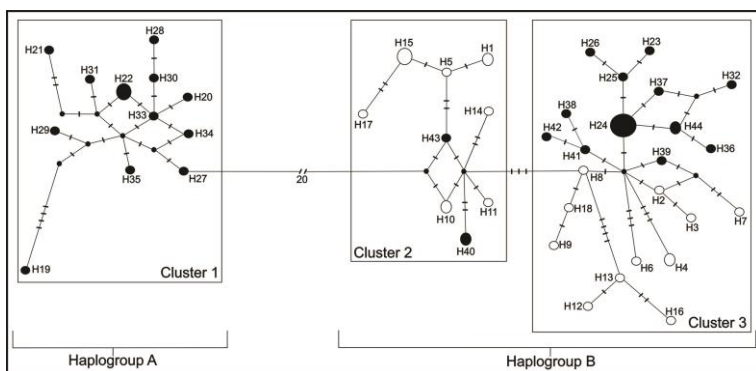 H28
H21
H31
H22
H30
H20
H33
H29
H34
H35
H27
H19
Cluster 1
20
H15
H5
H1
H14
H17
H43
H10
H11
H40
Cluster 2
H26
H23
H25
H37
H32
H38
H24
H44
H42
H36
H41
H39
H8
H2
H18
H3
H7
H9
H6
H4
H13
H12
H16
Cluster 3
Haplogroup A
Haplogroup B